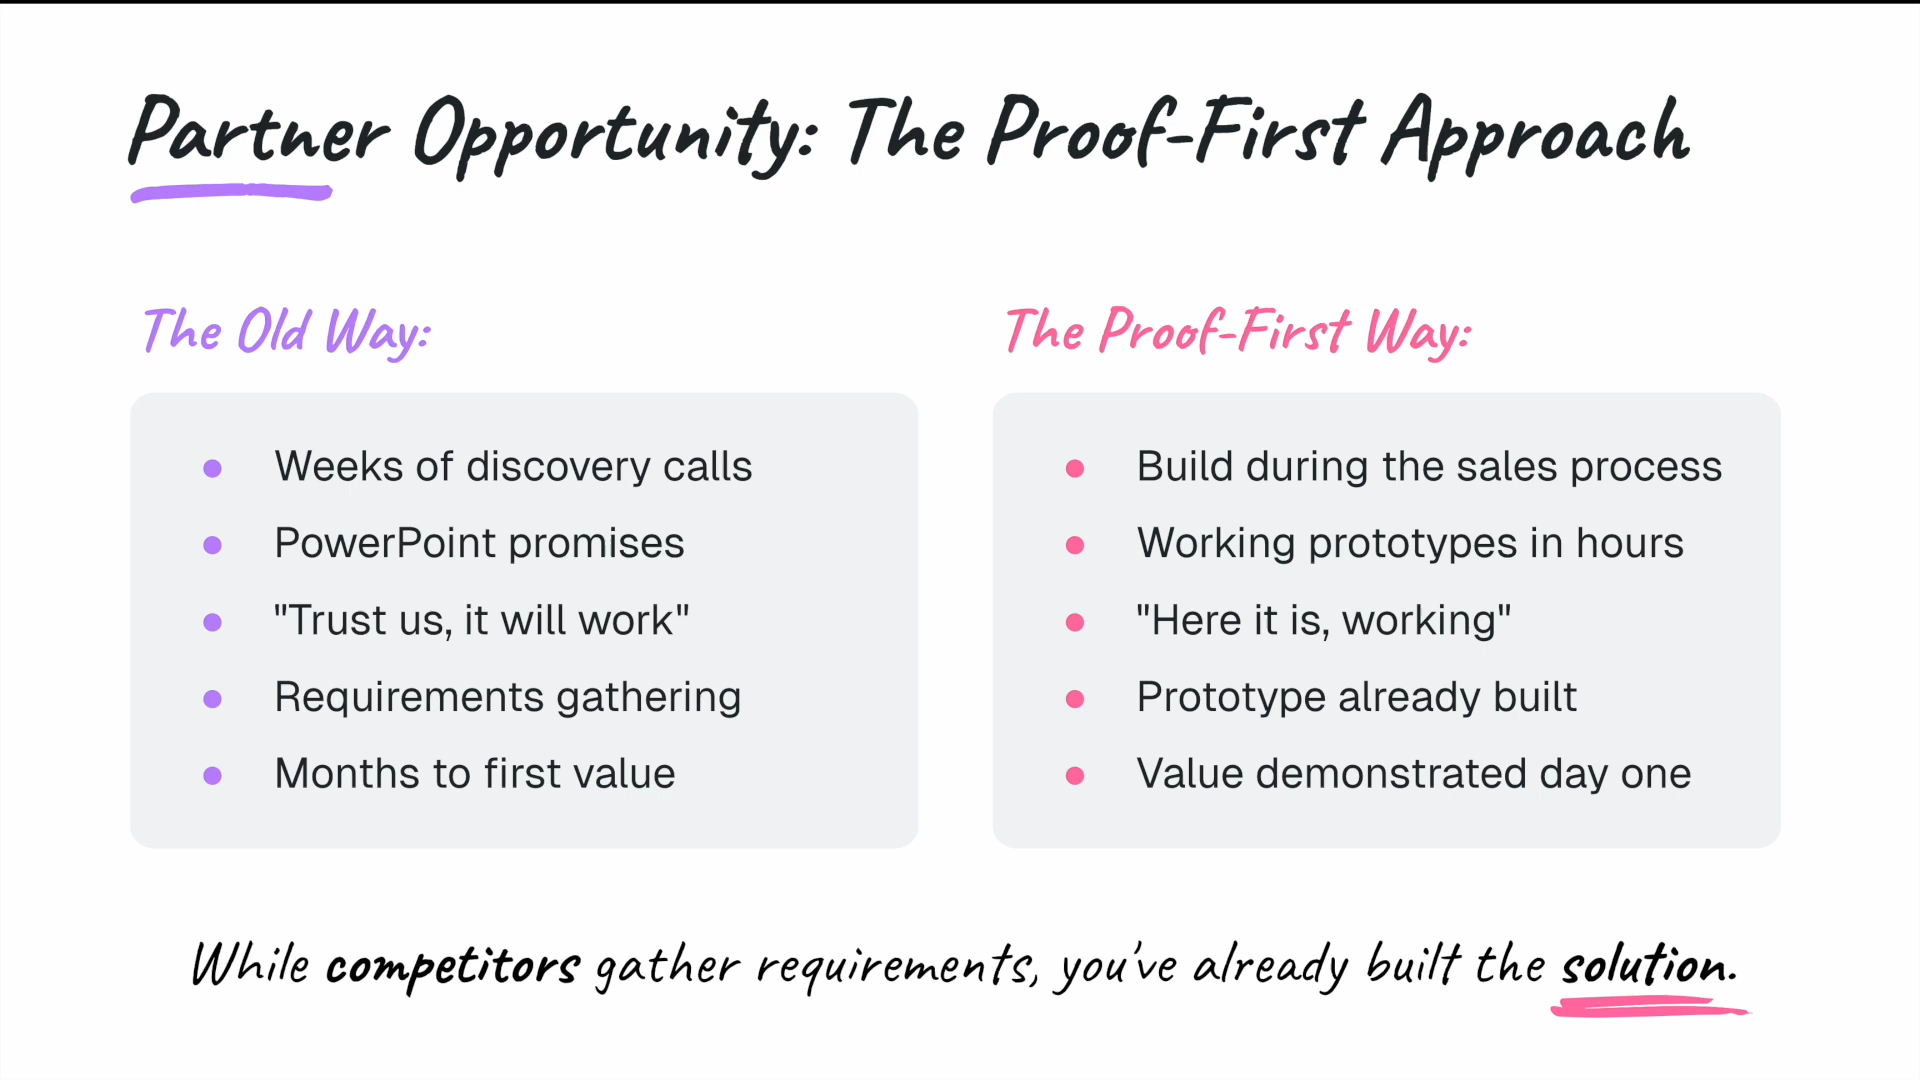 Partner Opportunity: The Proof-First Approach
The Old Way:
Weeks of discovery calls
PowerPoint promises
"Trust us, it will work"
Requirements gathering
Months to first value
The Proof-First Way:
Build during the sales process
Working prototypes in hours
"Here it is, working"
Prototype already built
Value demonstrated day one
While competitors gather requirements, you've already built the solution.